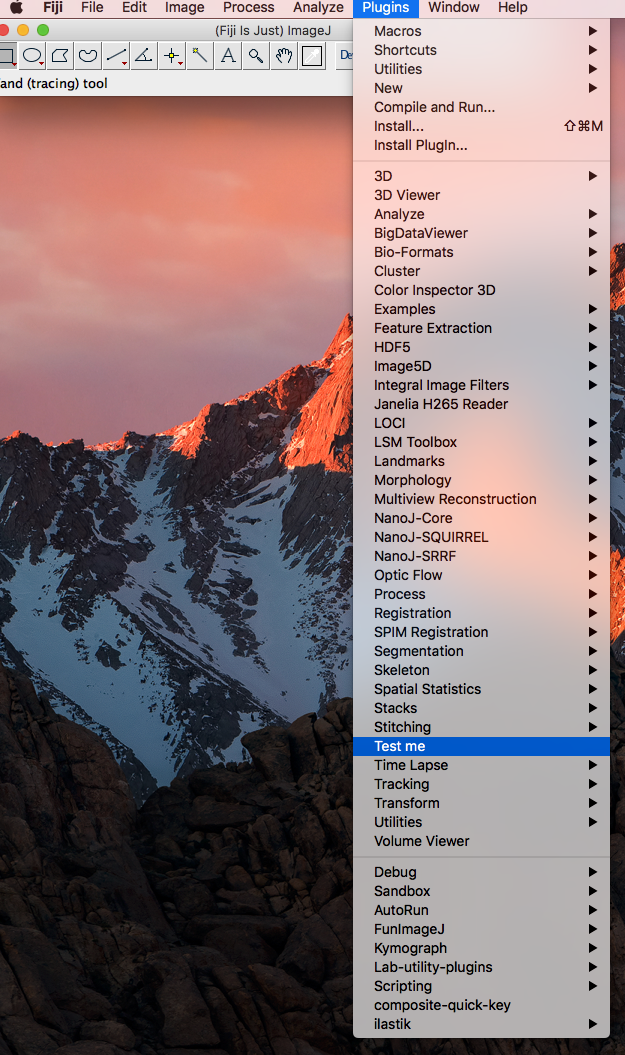 Fiji File Edit Image Process Analyze Plugins Window Help
(Fiji Is Just) ImageJ
A
and (tracing) tool
Macros
Shortcuts
Utilities
New
Compile and Run...
Install... ⇧⌘M
Install PlugIn...
3D
3D Viewer
Analyze
BigDataViewer
Bio-Formats
Cluster
Color Inspector 3D
Examples
Feature Extraction
HDF5
Image5D
Integral Image Filters
Janelia H265 Reader
LOCI
LSM Toolbox
Landmarks
Morphology
Multiview Reconstruction
NanoJ-Core
NanoJ-SQUIRREL
NanoJ-SRRF
Optic Flow
Process
Registration
SPIM Registration
Segmentation
Skeleton
Spatial Statistics
Stacks
Stitching
Test me
Time Lapse
Tracking
Transform
Utilities
Volume Viewer
Debug
Sandbox
AutoRun
FunImageJ
Kymograph
Lab-utility-plugins
Scripting
composite-quick-key
ilastik